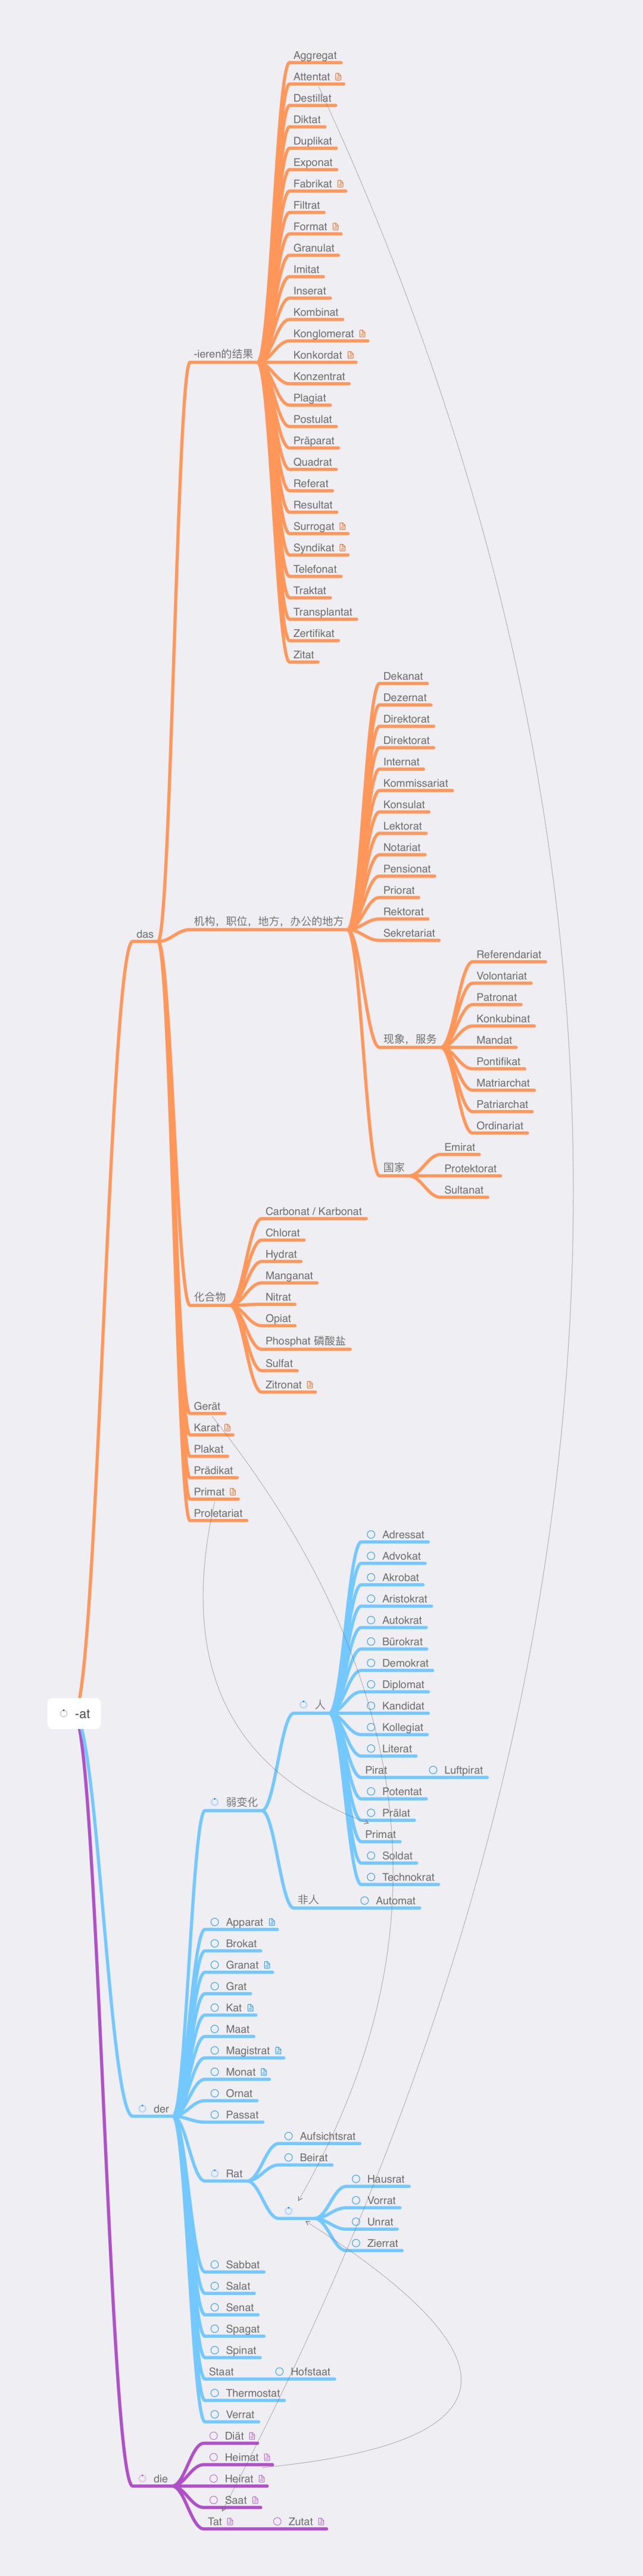 -at
das
-ieren的结果
Aggregat
Attentat
Destillat
Diktat
Duplikat
Exponat
Fabrikat
Filtrat
Format
Granulat
Imitat
Inserat
Kombinat
Konglomerat
Konkordat
Konzentrat
Plagiat
Postulat
Präparat
Quadrat
Referat
Resultat
Surrogat
Syndikat
Telefonat
Traktat
Transplantat
Zertifikat
Zitat
机构，职位，地方，办公的地方
Dekanat
Dezernat
Direktorat
Direktorat
Internat
Kommissariat
Konsulat
Lektorat
Notariat
Pensionat
Priorat
Rektorat
Sekretariat
现象，服务
Referendariat
Volontariat
Patronat
Konkubinat
Mandat
Pontifikat
Matriarchat
Patriarchat
Ordinariat
国家
Emirat
Protektorat
Sultanat
化合物
Carbonat / Karbonat
Chlorat
Hydrat
Manganat
Nitrat
Opiat
Phosphat 磷酸盐
Sulfat
Zitronat
Gerät
Karat
Plakat
Prädikat
Primat
Proletariat
der
弱变化
人
Adressat
Advokat
Akrobat
Aristokrat
Autokrat
Bürokrat
Demokrat
Diplomat
Kandidat
Kollegiat
Literat
Pirat
Luftpirat
Potentat
Prälat
Primat
Soldat
Technokrat
非人
Automat
Apparat
Brokat
Granat
Grat
Kat
Maat
Magistrat
Monat
Ornat
Passat
Rat
Aufsichtsrat
Beirat
Hausrat
Vorrat
Unrat
Zierrat
Sabbat
Salat
Senat
Spagat
Spinat
Staat
Hofstaat
Thermostat
Verrat
die
Diät
Heimat
Heirat
Saat
Tat
Zutat